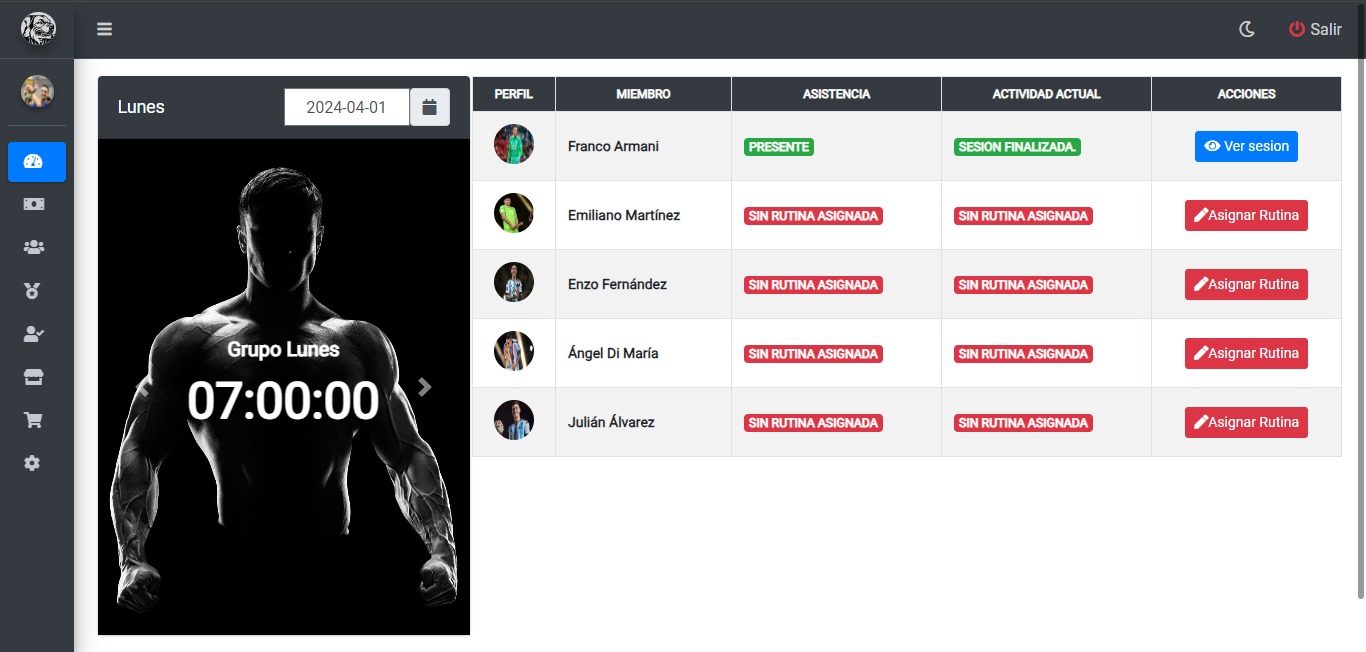 Salir
Lunes
2024-04-01
Grupo Lunes
07:00:00
PERFIL MIEMBRO ASISTENCIA ACTIVIDAD ACTUAL ACCIONES
Franco Armani PRESENTE SESION FINALIZADA. Ver sesion
Emiliano Martínez SIN RUTINA ASIGNADA SIN RUTINA ASIGNADA Asignar Rutina
Enzo Fernández SIN RUTINA ASIGNADA SIN RUTINA ASIGNADA Asignar Rutina
Ángel Di María SIN RUTINA ASIGNADA SIN RUTINA ASIGNADA Asignar Rutina
Julián Álvarez SIN RUTINA ASIGNADA SIN RUTINA ASIGNADA Asignar Rutina